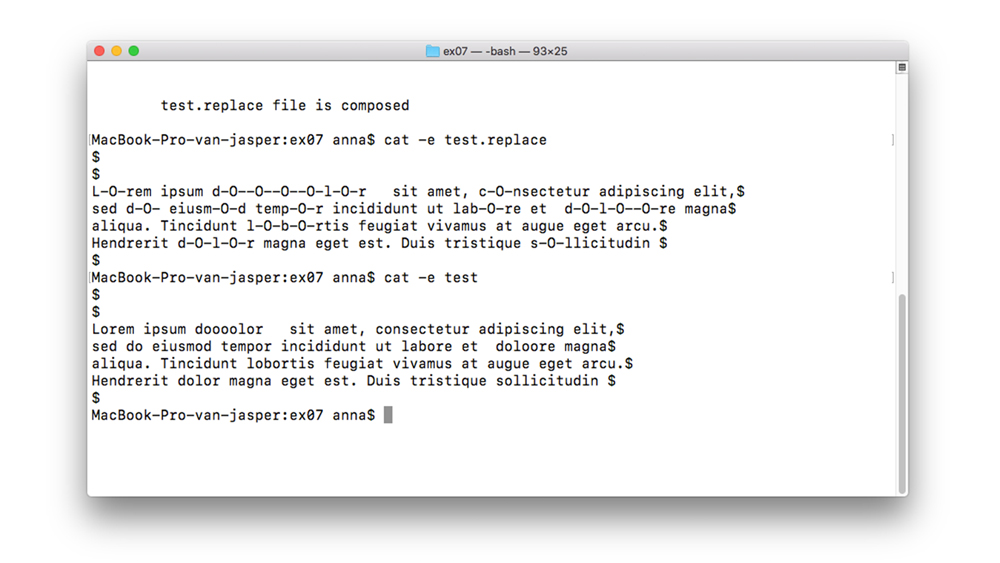 ex07 — -bash — 93×25
test.replace file is composed
MacBook-Pro-van-jasper:ex07 anna$ cat -e test.replace
$
$
L-O-rem ipsum d-O--O--O--O-l-O-r   sit amet, c-O-nsectetur adipiscing elit,$
sed d-O- eiusm-O-d temp-O-r incididunt ut lab-O-re et  d-O-l-O--O-re magna$
aliqua. Tincidunt l-O-b-O-rtis feugiat vivamus at augue eget arcu.$
Hendrerit d-O-l-O-r magna eget est. Duis tristique s-O-llicitudin $
$
MacBook-Pro-van-jasper:ex07 anna$ cat -e test
$
$
Lorem ipsum doooolor   sit amet, consectetur adipiscing elit,$
sed do eiusmod tempor incididunt ut labore et  doloore magna$
aliqua. Tincidunt lobortis feugiat vivamus at augue eget arcu.$
Hendrerit dolor magna eget est. Duis tristique sollicitudin $
$
MacBook-Pro-van-jasper:ex07 anna$